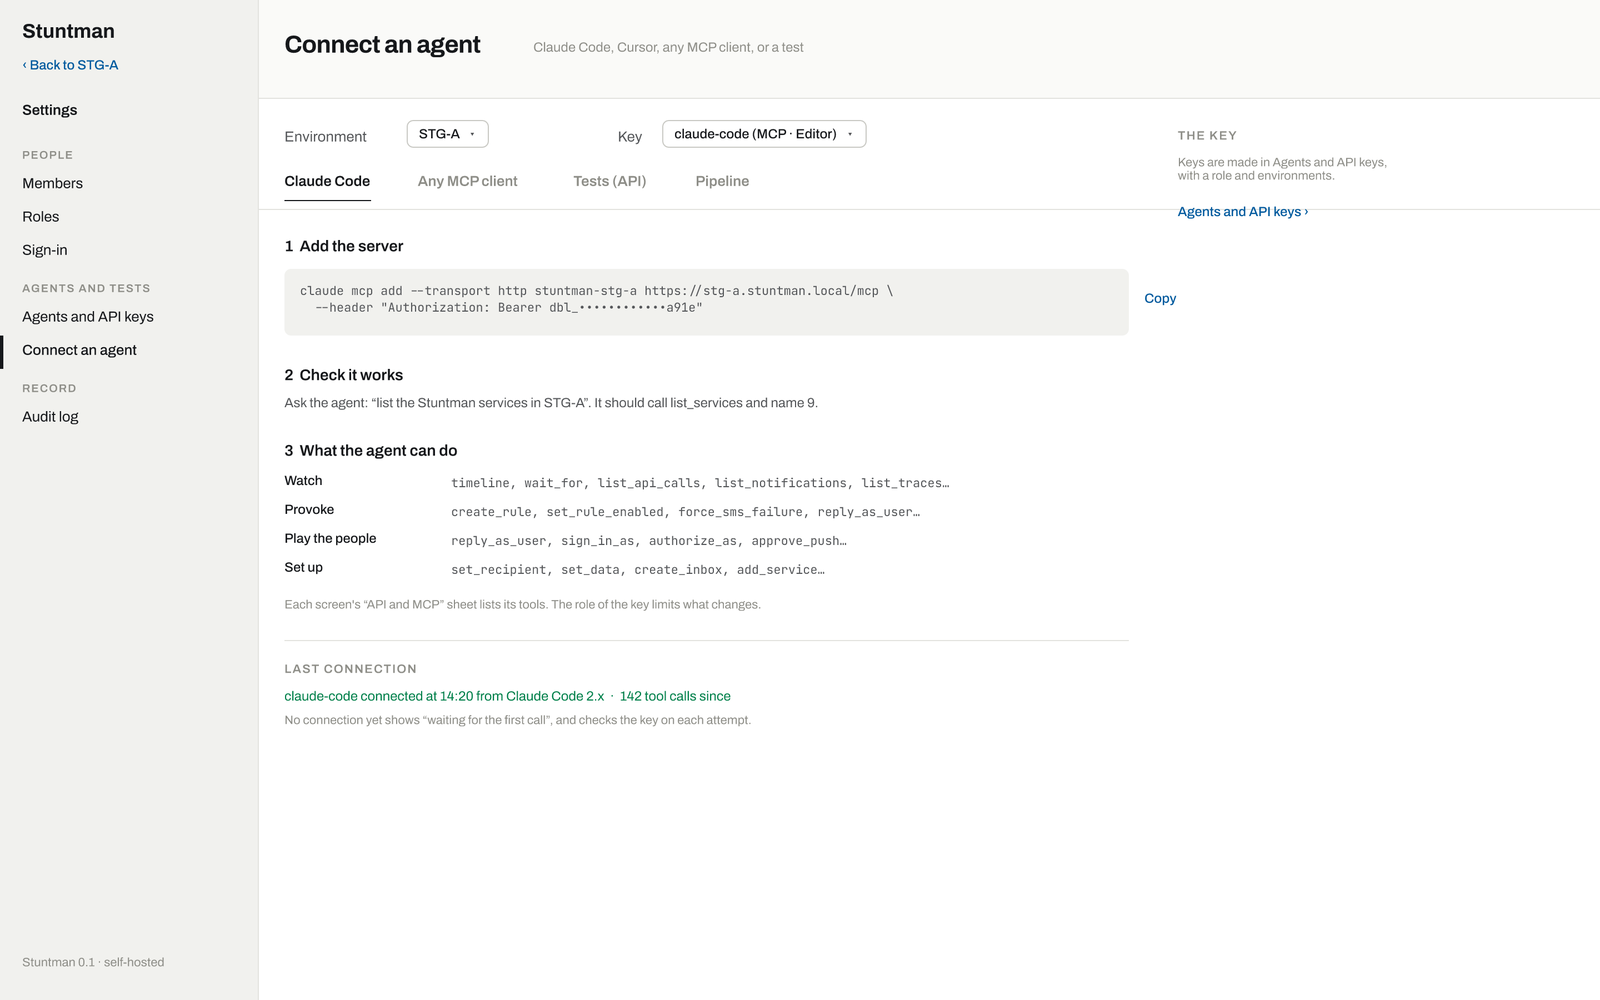 Stuntman
‹ Back to STG-A
Settings
PEOPLE
Members
Roles
Sign-in
AGENTS AND TESTS
Agents and API keys
Connect an agent
RECORD
Audit log
Stuntman 0.1 · self-hosted
Connect an agent
Claude Code, Cursor, any MCP client, or a test
Environment
STG-A
Key
claude-code (MCP · Editor)
Claude Code
Any MCP client
Tests (API)
Pipeline
THE KEY
Keys are made in Agents and API keys,
with a role and environments.
Agents and API keys ›
1 Add the server
claude mcp add --transport http stuntman-stg-a https://stg-a.stuntman.local/mcp \
--header "Authorization: Bearer dbl_••••••••••••a91e"
Copy
2 Check it works
Ask the agent: “list the Stuntman services in STG-A”. It should call list_services and name 9.
3 What the agent can do
Watch
timeline, wait_for, list_api_calls, list_notifications, list_traces…
Provoke
create_rule, set_rule_enabled, force_sms_failure, reply_as_user…
Play the people
reply_as_user, sign_in_as, authorize_as, approve_push…
Set up
set_recipient, set_data, create_inbox, add_service…
Each screen's “API and MCP” sheet lists its tools. The role of the key limits what changes.
LAST CONNECTION
claude-code connected at 14:20 from Claude Code 2.x · 142 tool calls since
No connection yet shows “waiting for the first call”, and checks the key on each attempt.